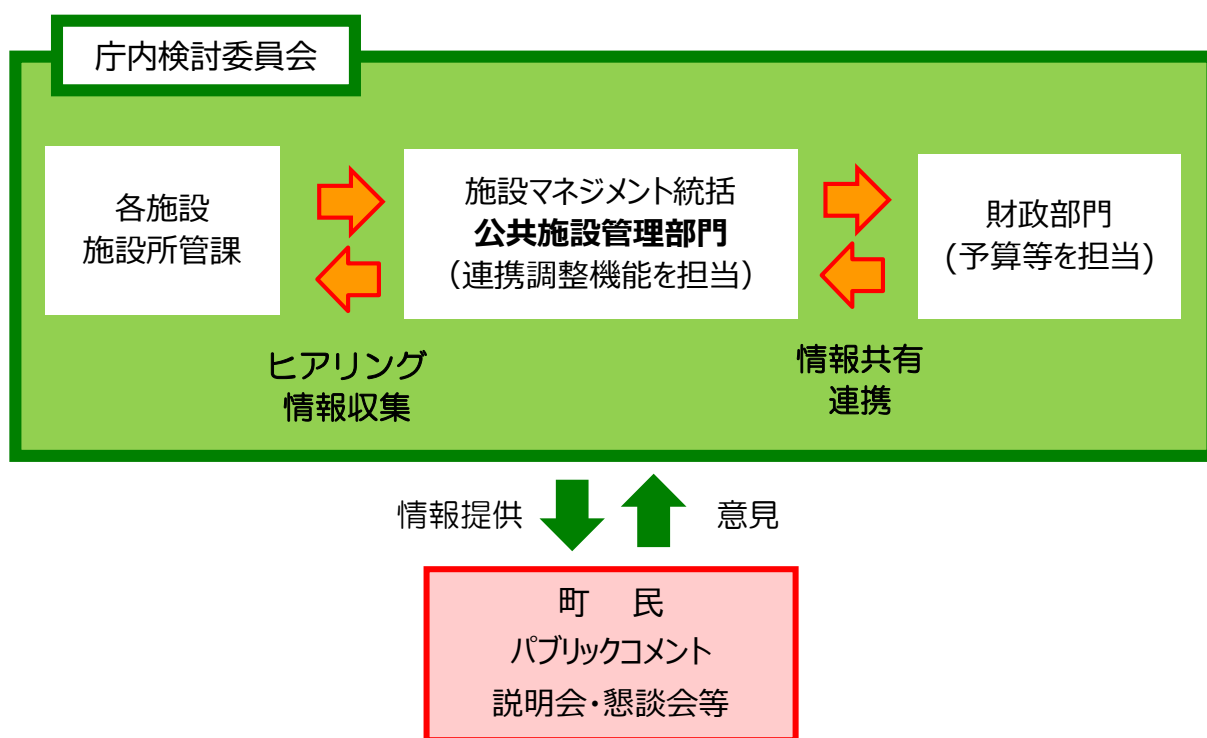 庁内検討委員会
各施設
施設所管課
施設マネジメント統括
公共施設管理部門
（連携調整機能を担当）
財政部門
(予算等を担当)
ヒアリング
情報収集
情報共有
連携
情報提供
意見
町　民
パブリックコメント
説明会・懇談会等